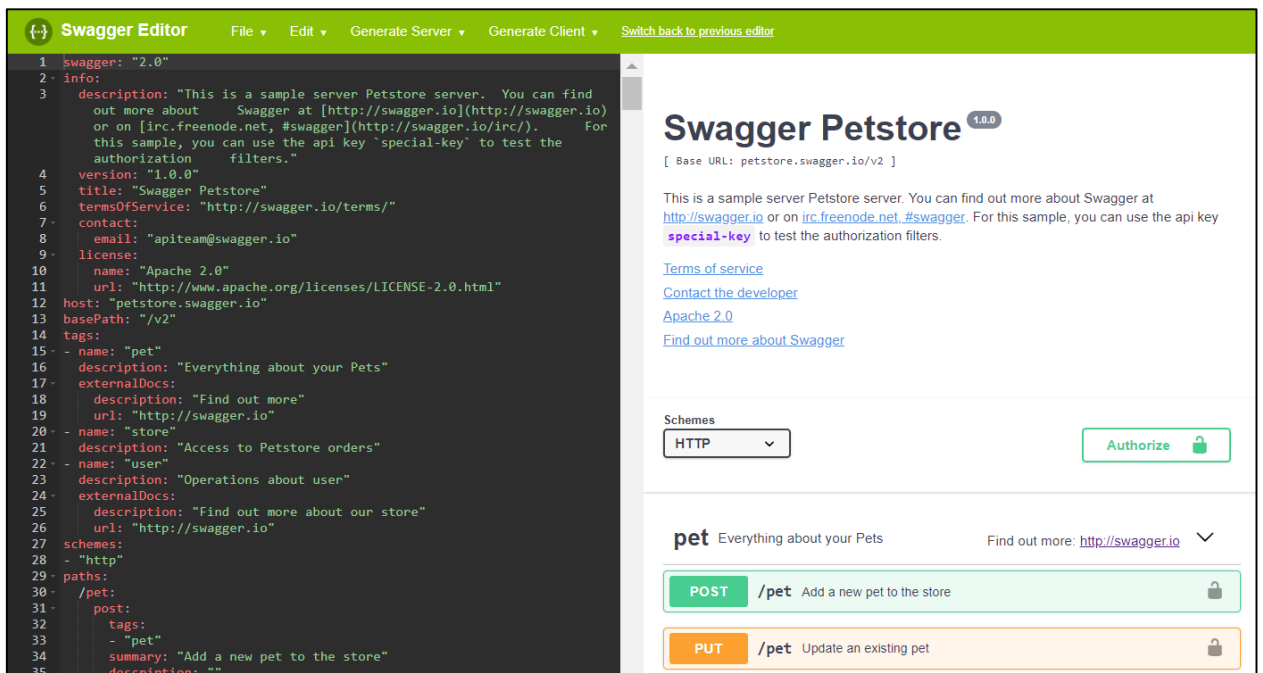 Swagger Editor File Edit Generate Server Generate Client Switch back to previous editor
1 swagger: "2.0"
2 info:
3 description: "This is a sample server Petstore server.  You can find
out more about     Swagger at [http://swagger.io](http://swagger.io)
or on [irc.freenode.net, #swagger](http://swagger.io/irc/).      For
this sample, you can use the api key `special-key` to test the
authorization     filters."
4 version: "1.0.0"
5 title: "Swagger Petstore"
6 termsOfService: "http://swagger.io/terms/"
7 contact:
8 email: "apiteam@swagger.io"
9 license:
10 name: "Apache 2.0"
11 url: "http://www.apache.org/licenses/LICENSE-2.0.html"
12 host: "petstore.swagger.io"
13 basePath: "/v2"
14 tags:
15 - name: "pet"
16 description: "Everything about your Pets"
17 externalDocs:
18 description: "Find out more"
19 url: "http://swagger.io"
20 - name: "store"
21 description: "Access to Petstore orders"
22 - name: "user"
23 description: "Operations about user"
24 externalDocs:
25 description: "Find out more about our store"
26 url: "http://swagger.io"
27 schemes:
28 - "http"
29 paths:
30 /pet:
31 post:
32 tags:
33 - "pet"
34 summary: "Add a new pet to the store"
35 description: ""
Swagger Petstore 1.0.0
[ Base URL: petstore.swagger.io/v2 ]
This is a sample server Petstore server. You can find out more about Swagger at
http://swagger.io or on irc.freenode.net, #swagger. For this sample, you can use the api key
special-key to test the authorization filters.
Terms of service
Contact the developer
Apache 2.0
Find out more about Swagger
Schemes
HTTP
Authorize
pet Everything about your Pets Find out more: http://swagger.io
POST /pet Add a new pet to the store
PUT /pet Update an existing pet